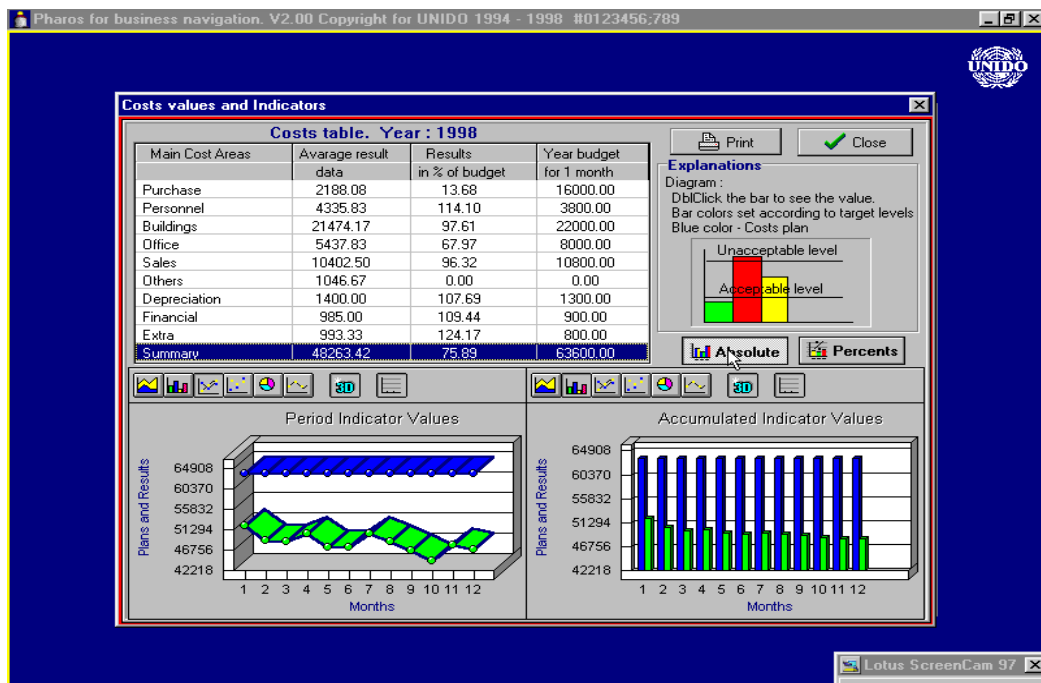 Pharos for business navigation. V2.00 Copyright for UNIDO 1994 - 1998 #0123456;789
UNIDO
Costs values and Indicators
Costs table. Year : 1998
Main Cost Areas Avarage result Results Year budget
data in % of budget for 1 month
Purchase 2188.08 13.68 16000.00
Personnel 4335.83 114.10 3800.00
Buildings 21474.17 97.61 22000.00
Office 5437.83 67.97 8000.00
Sales 10402.50 96.32 10800.00
Others 1046.67 0.00 0.00
Depreciation 1400.00 107.69 1300.00
Financial 985.00 109.44 900.00
Extra 993.33 124.17 800.00
Summary 48263.42 75.89 63600.00
Print Close
Explanations
Diagram :
DblClick the bar to see the value.
Bar colors set according to target levels
Blue color - Costs plan
Unacceptable level
Acceptable level
Absolute Percents
3D
Period Indicator Values
Plans and Results
64908
60370
55832
51294
46756
42218
1 2 3 4 5 6 7 8 9 10 11 12
Months
3D
Accumulated Indicator Values
Plans and Results
64908
60370
55832
51294
46756
42218
1 2 3 4 5 6 7 8 9 10 11 12
Months
Lotus ScreenCam 97